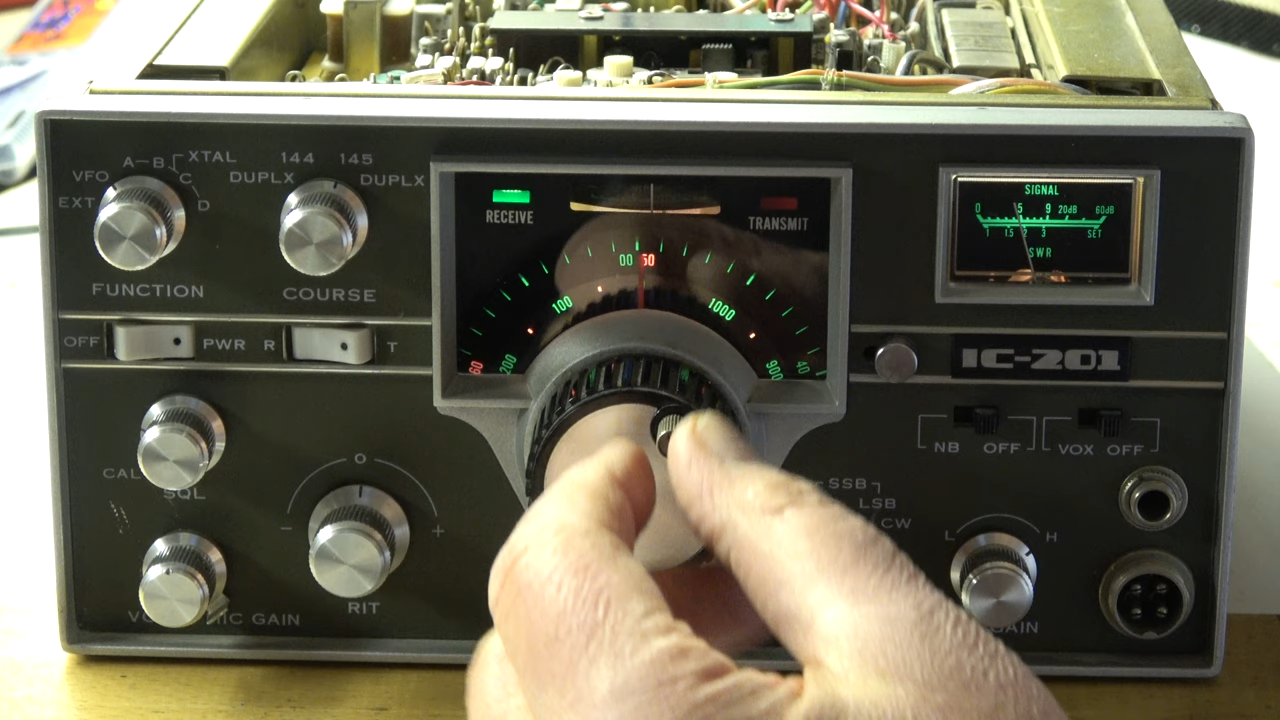 A-B XTAL
VFO C
EXT D
FUNCTION
144 145
DUPLX DUPLX
COURSE
RECEIVE
TRANSMIT
00 50
100 1000
60 200 900 40
SIGNAL
0 5 9 20dB 60dB
1 1.5 2 3 SET
SWR
OFF PWR R T
IC-201
NB OFF VOX OFF
CAL
SQL
O
- +
RIT
MIC GAIN
SSB
LSB
CW
L H
GAIN